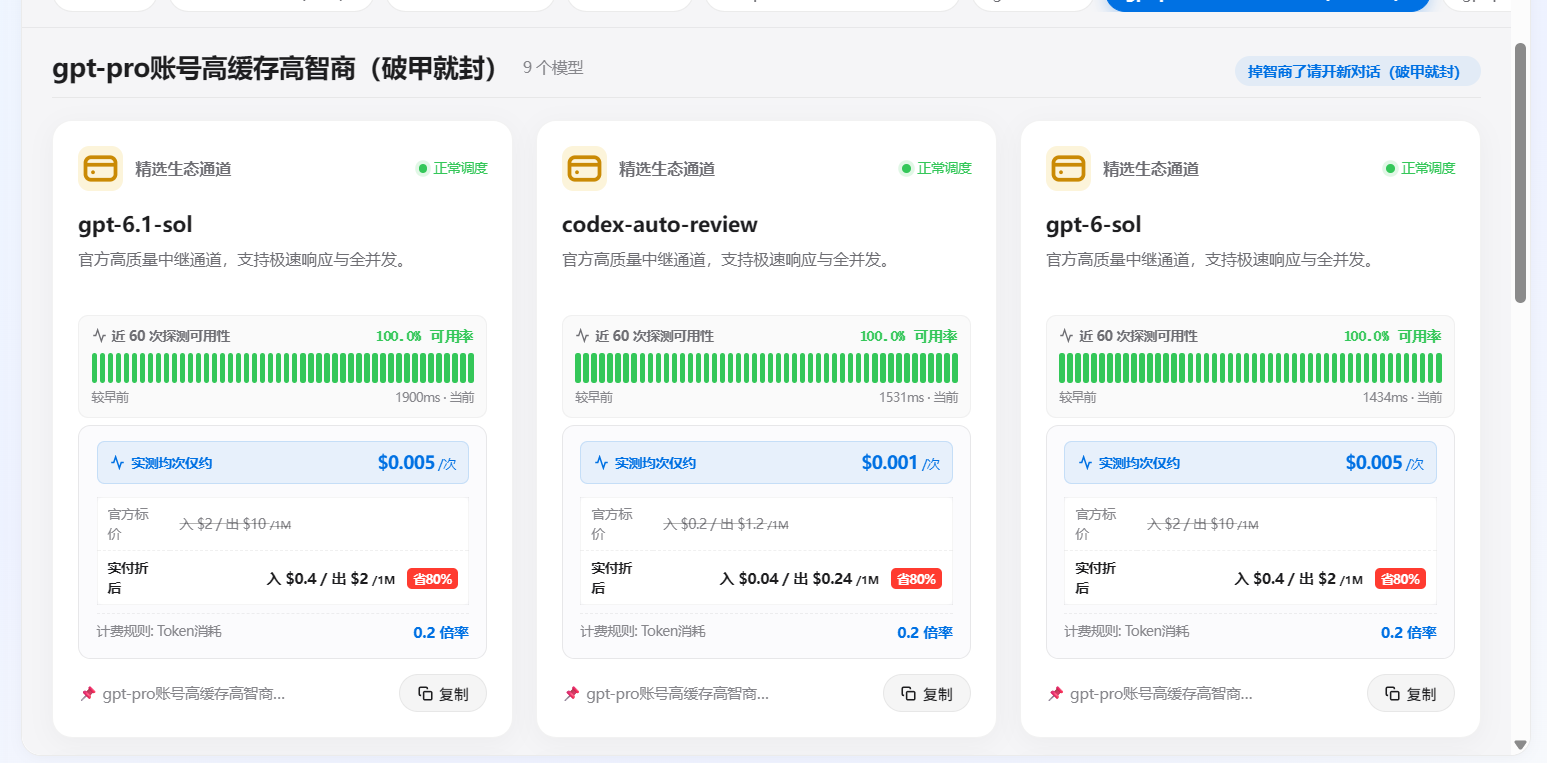 gpt-pro账号高缓存高智商（破甲就封）
9 个模型
掉智商了请开新对话（破甲就封）
精选生态通道
正常调度
gpt-6.1-sol
官方高质量中继通道，支持极速响应与全并发。
近 60 次探测可用性
100.0% 可用率
较早前
1900ms · 当前
实测均次仅约
$0.005 /次
官方标
价
入 $2 / 出 $10 /1M
实付折
后
入 $0.4 / 出 $2 /1M
省80%
计费规则: Token消耗
0.2 倍率
gpt-pro账号高缓存高智商...
复制
精选生态通道
正常调度
codex-auto-review
官方高质量中继通道，支持极速响应与全并发。
近 60 次探测可用性
100.0% 可用率
较早前
1531ms · 当前
实测均次仅约
$0.001 /次
官方标
价
入 $0.2 / 出 $1.2 /1M
实付折
后
入 $0.04 / 出 $0.24 /1M
省80%
计费规则: Token消耗
0.2 倍率
gpt-pro账号高缓存高智商...
复制
精选生态通道
正常调度
gpt-6-sol
官方高质量中继通道，支持极速响应与全并发。
近 60 次探测可用性
100.0% 可用率
较早前
1434ms · 当前
实测均次仅约
$0.005 /次
官方标
价
入 $2 / 出 $10 /1M
实付折
后
入 $0.4 / 出 $2 /1M
省80%
计费规则: Token消耗
0.2 倍率
gpt-pro账号高缓存高智商...
复制